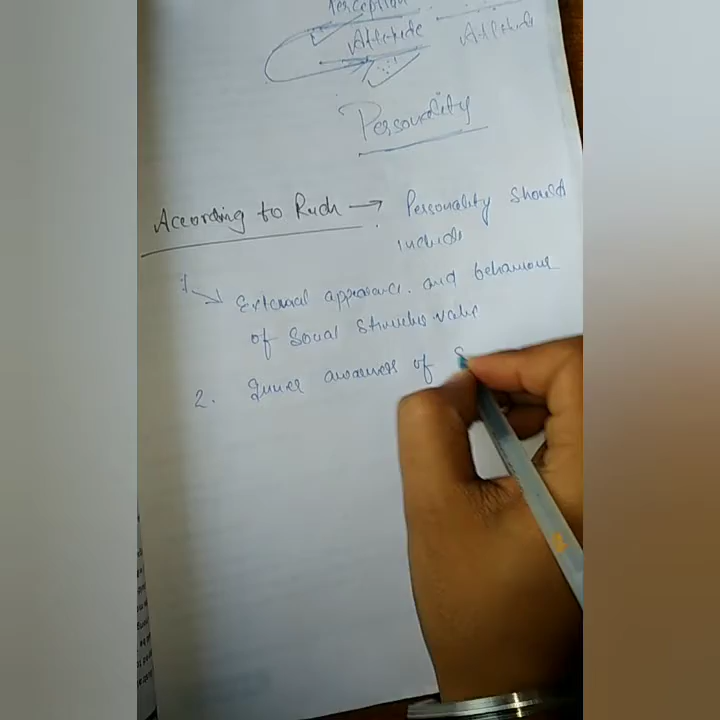 Perception
Attitude Attitude
Personality
According to Ruch → Personality should
include
1 → External appearance. and behaviour
of Social Stimulus value
2. Inner awareness of S